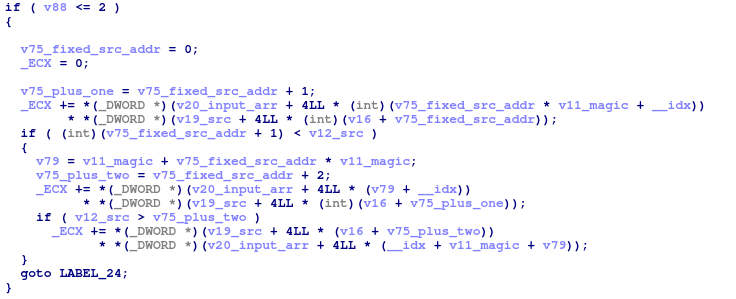 if ( v88 <= 2 )
{
v75_fixed_src_addr = 0;
_ECX = 0;
v75_plus_one = v75_fixed_src_addr + 1;
_ECX += *(_DWORD *)(v20_input_arr + 4LL * (int)(v75_fixed_src_addr * v11_magic + __idx))
* *(_DWORD *)(v19_src + 4LL * (int)(v16 + v75_fixed_src_addr));
if ( (int)(v75_fixed_src_addr + 1) < v12_src )
{
v79 = v11_magic + v75_fixed_src_addr * v11_magic;
v75_plus_two = v75_fixed_src_addr + 2;
_ECX += *(_DWORD *)(v20_input_arr + 4LL * (v79 + __idx))
* *(_DWORD *)(v19_src + 4LL * (int)(v16 + v75_plus_one));
if ( v12_src > v75_plus_two )
_ECX += *(_DWORD *)(v19_src + 4LL * (v16 + v75_plus_two))
* *(_DWORD *)(v20_input_arr + 4LL * (__idx + v11_magic + v79));
}
goto LABEL_24;
}